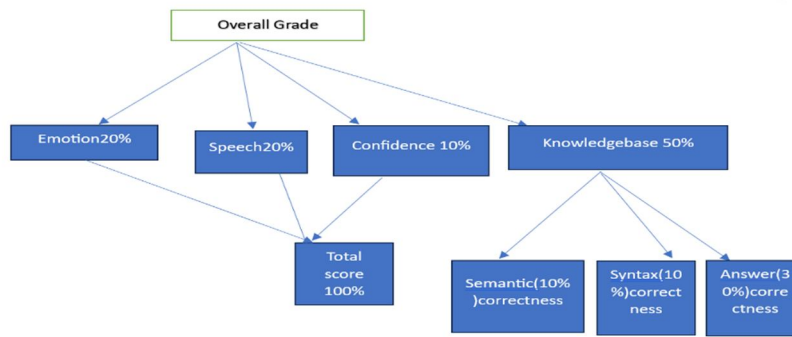 Overall Grade
Emotion20%
Speech20%
Confidence 10%
Knowledgebase 50%
Total
score
100%
Semantic(10%
)correctness
Syntax(10
%)correct
ness
Answer(3
0%)corre
ctness